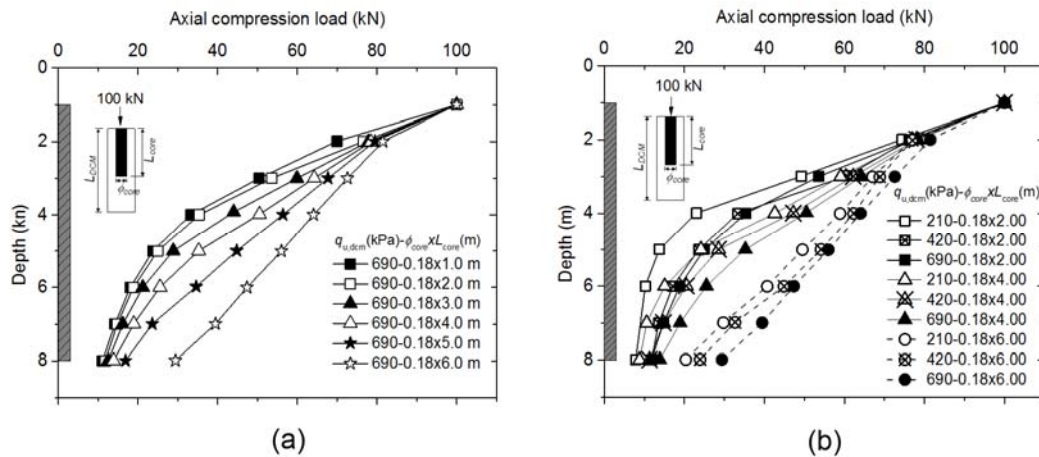 Axial compression load (kN)
0 20 40 60 80 100
0
2
4
6
8
Depth (kn)
100 kN
L_DCM
L_core
ϕ_core
q_u,dcm(kPa)-ϕ_core xL_core(m)
690-0.18x1.0 m
690-0.18x2.0 m
690-0.18x3.0 m
690-0.18x4.0 m
690-0.18x5.0 m
690-0.18x6.0 m
(a)
Axial compression load (kN)
0 20 40 60 80 100
0
2
4
6
8
Depth (m)
100 kN
L_DCM
L_core
ϕ_core
q_u,dcm(kPa)-ϕ_core xL_core(m)
210-0.18x2.00
420-0.18x2.00
690-0.18x2.00
210-0.18x4.00
420-0.18x4.00
690-0.18x4.00
210-0.18x6.00
420-0.18x6.00
690-0.18x6.00
(b)